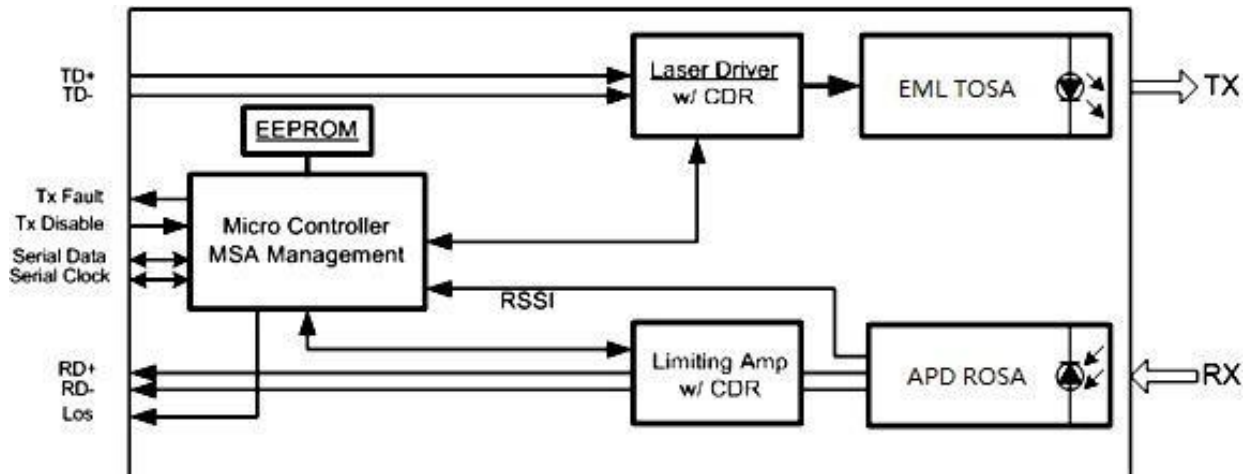 TD+
TD-
Laser Driver
w/ CDR
EML TOSA
TX
EEPROM
Tx Fault
Tx Disable
Serial Data
Serial Clock
Micro Controller
MSA Management
RSSI
RD+
RD-
Los
Limiting Amp
w/ CDR
APD ROSA
RX